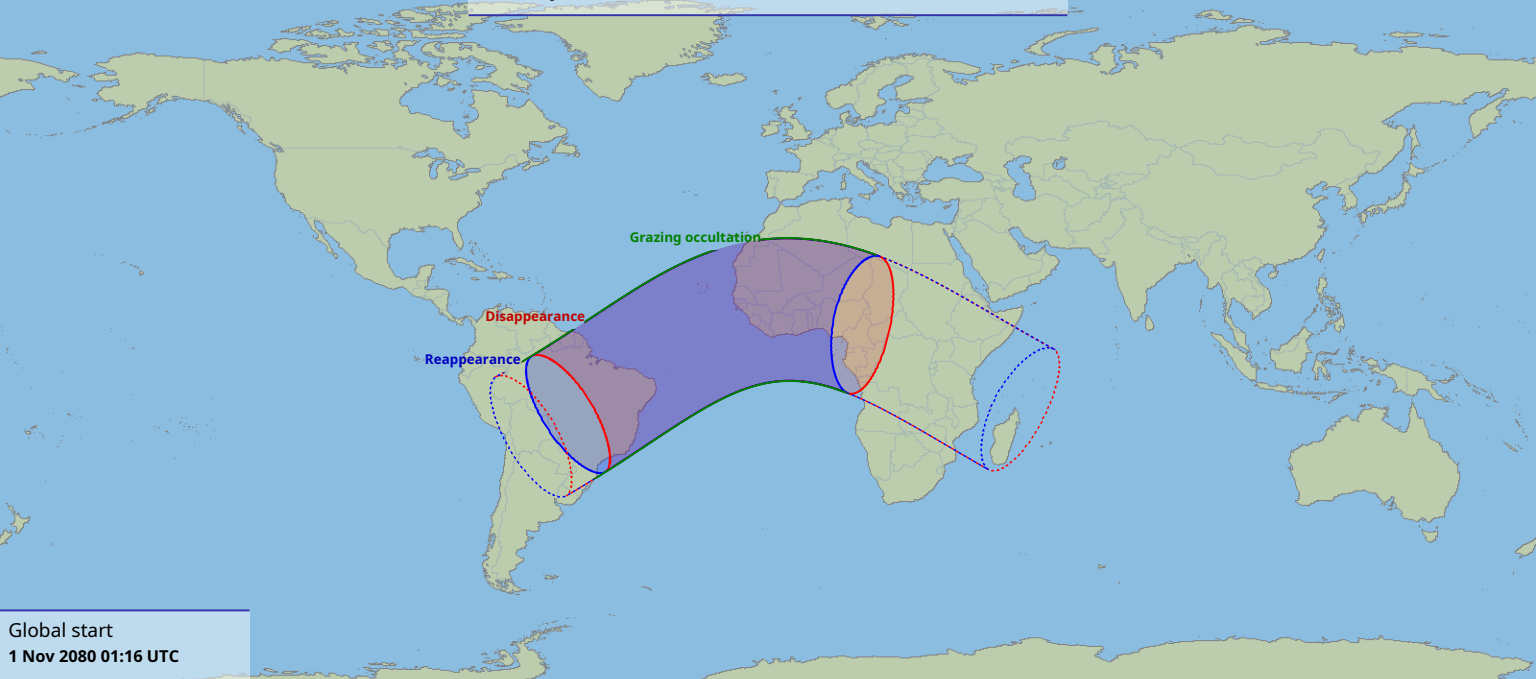 Grazing occultation
Disappearance
Reappearance
Global start
1 Nov 2080 01:16 UTC